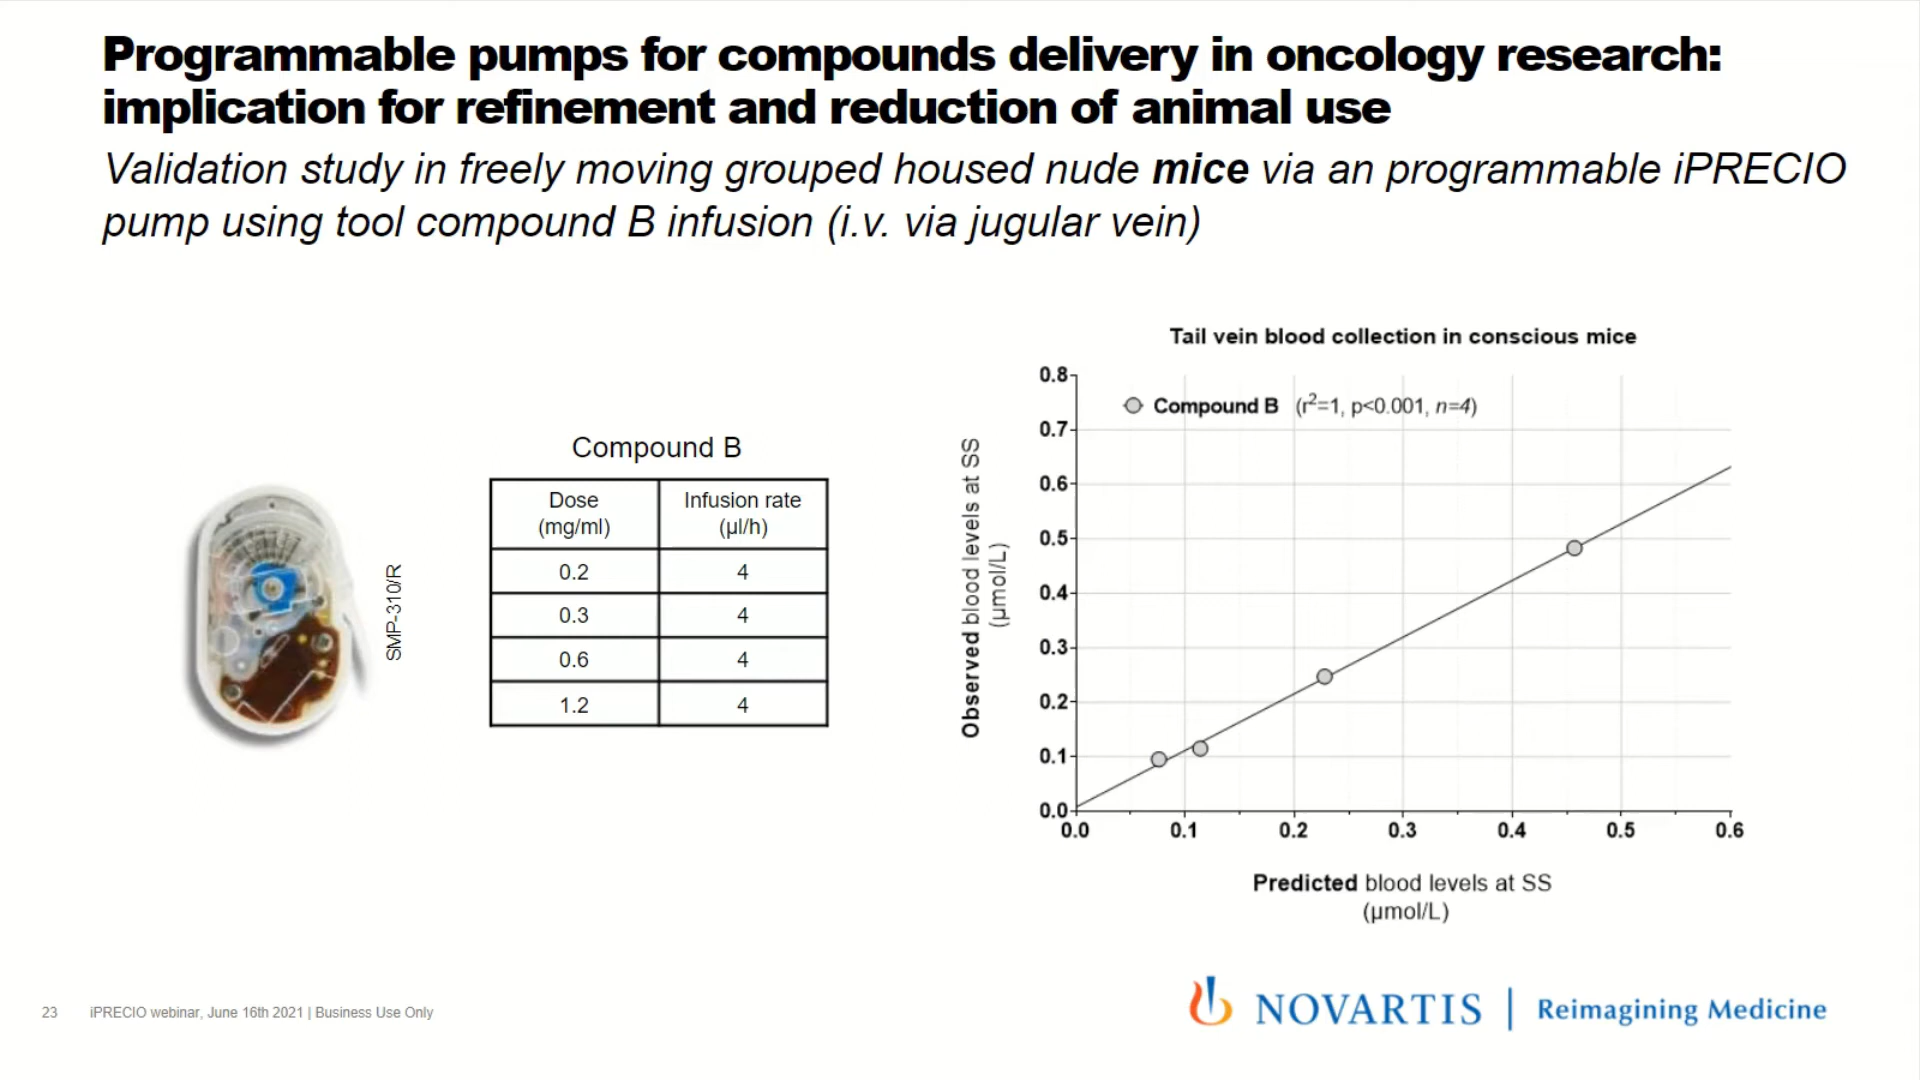 Programmable pumps for compounds delivery in oncology research:
implication for refinement and reduction of animal use
Validation study in freely moving grouped housed nude mice via an programmable iPRECIO
pump using tool compound B infusion (i.v. via jugular vein)
SMP-310/R
Compound B
Dose (mg/ml) Infusion rate (µl/h)
0.2 4
0.3 4
0.6 4
1.2 4
Tail vein blood collection in conscious mice
Compound B (r²=1, p<0.001, n=4)
Observed blood levels at SS
(µmol/L)
0.8
0.7
0.6
0.5
0.4
0.3
0.2
0.1
0.0
0.0 0.1 0.2 0.3 0.4 0.5 0.6
Predicted blood levels at SS
(µmol/L)
23 iPRECIO webinar, June 16th 2021 | Business Use Only
NOVARTIS | Reimagining Medicine